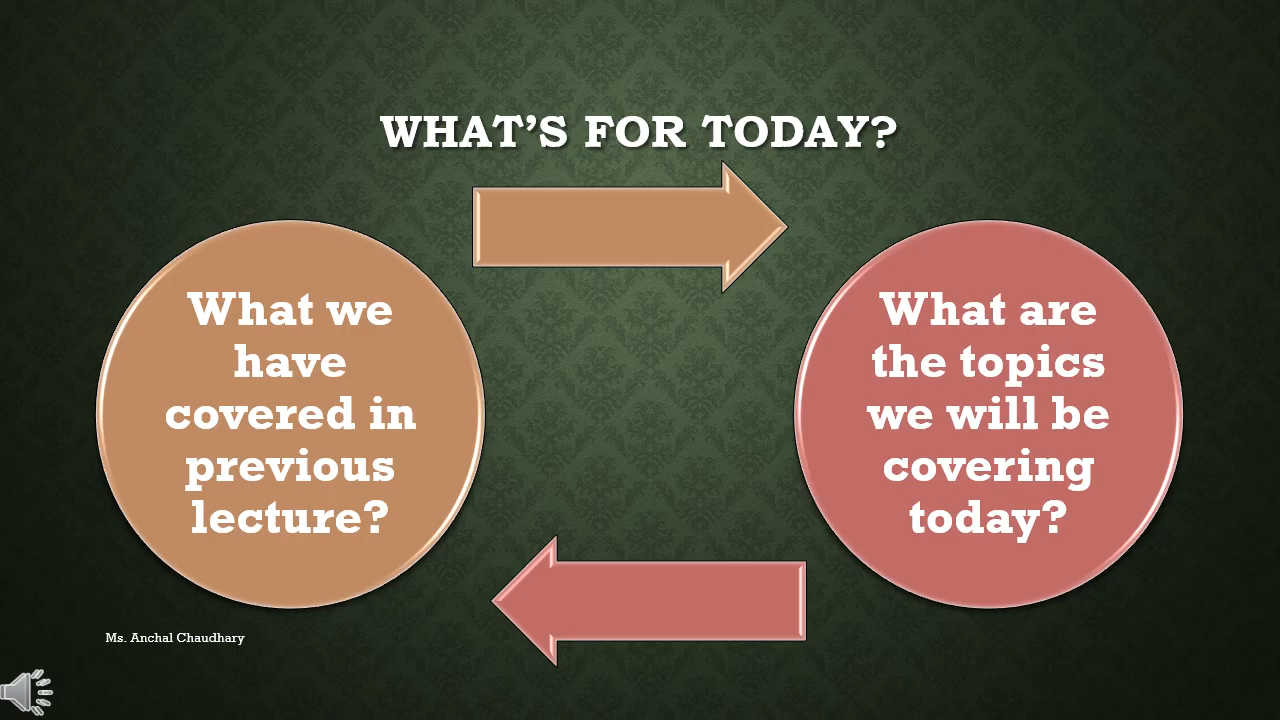 WHAT'S FOR TODAY?
What we
have
covered in
previous
lecture?
What are
the topics
we will be
covering
today?
Ms. Anchal Chaudhary